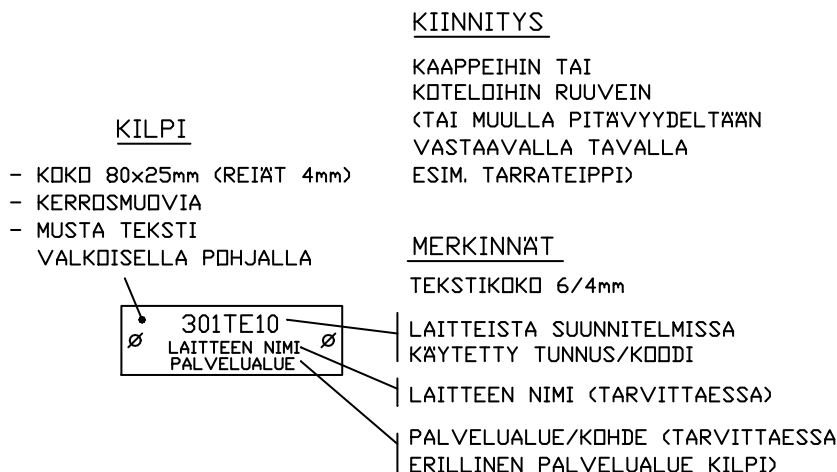 KIINNITYS
KAAPPEIHIN TAI
KOTELOIHIN RUUVEIN
(TAI MUULLA PITÄVYYDELTÄÄN
VASTAAVALLA TAVALLA
ESIM. TARRATEIPPI)
KILPI
- KOKO 80x25mm (REIÄT 4mm)
- KERROSMUOVIA
- MUSTA TEKSTI
VALKOISELLA POHJALLA
MERKINNÄT
TEKSTIKOKO 6/4mm
301TE10
LAITTEEN NIMI
PALVELUALUE
LAITTEISTA SUUNNITELMISSA
KÄYTETTY TUNNUS/KOODI
LAITTEEN NIMI (TARVITTAESSA)
PALVELUALUE/KOHDE (TARVITTAESSA
ERILLINEN PALVELUALUE KILPI)